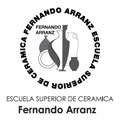 ESCUELA SUPERIOR DE CERAMICA FERNANDO ARRANZ
FERNANDO
ARRANZ
ESCUELA SUPERIOR DE CERAMICA
Fernando Arranz